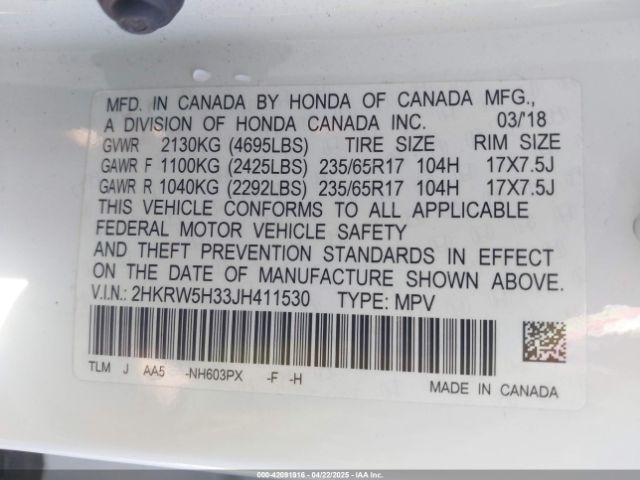 MFD. IN CANADA BY HONDA OF CANADA MFG.,
A DIVISION OF HONDA CANADA INC. 03/'18
GVWR 2130KG (4695LBS) TIRE SIZE RIM SIZE
GAWR F 1100KG (2425LBS) 235/65R17 104H 17X7.5J
GAWR R 1040KG (2292LBS) 235/65R17 104H 17X7.5J
THIS VEHICLE CONFORMS TO ALL APPLICABLE
FEDERAL MOTOR VEHICLE SAFETY
AND THEFT PREVENTION STANDARDS IN EFFECT
ON THE DATE OF MANUFACTURE SHOWN ABOVE.
V.I.N.: 2HKRW5H33JH411530 TYPE: MPV
TLM J AA5 -NH603PX -F -H
MADE IN CANADA
000-42091916 - 04/22/2025 - IAA Inc.